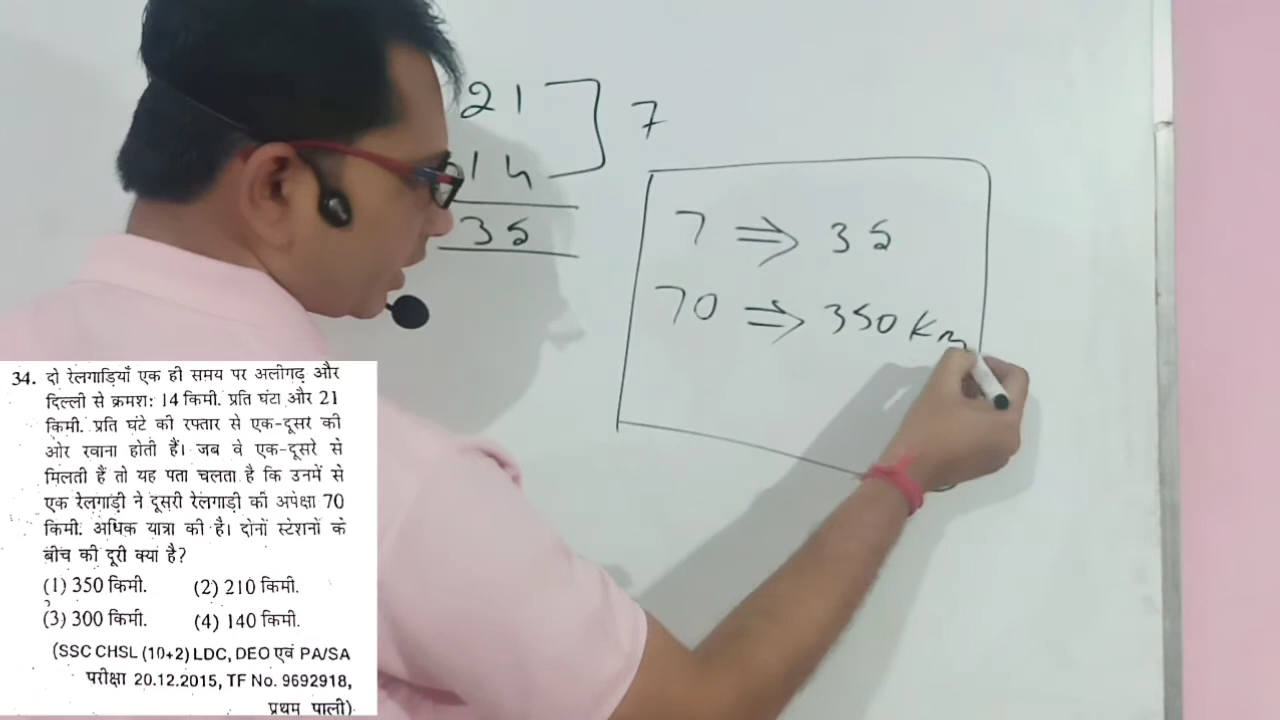 21
7
14
35
7 ⇒ 35
70 ⇒ 350 Km
34. दो रेलगाड़ियाँ एक ही समय पर अलीगढ़ और
दिल्ली से क्रमश: 14 किमी. प्रति घंटा और 21
किमी. प्रति घंटे की रफ्तार से एक-दूसरे की
ओर रवाना होती हैं। जब वे एक-दूसरे से
मिलती हैं तो यह पता चलता है कि उनमें से
एक रेलगाड़ी ने दूसरी रेलगाड़ी की अपेक्षा 70
किमी. अधिक यात्रा की है। दोनों स्टेशनों के
बीच की दूरी क्या है?
(1) 350 किमी. (2) 210 किमी.
(3) 300 किमी. (4) 140 किमी.
(SSC CHSL (10+2) LDC, DEO एवं PA/SA
परीक्षा 20.12.2015, TF No. 9692918,
प्रथम पाली)